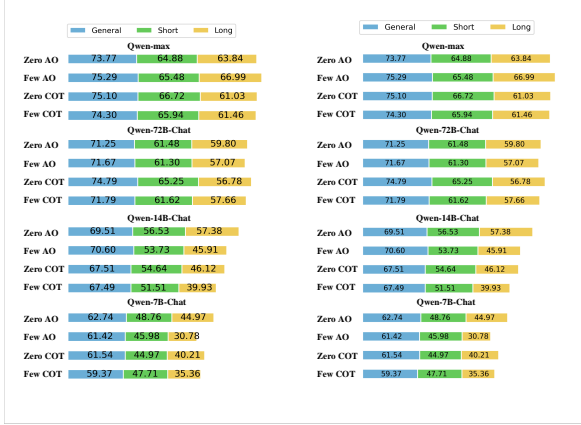 General Short Long
Qwen-max
Zero AO 73.77 64.88 63.84
Few AO 75.29 65.48 66.99
Zero COT 75.10 66.72 61.03
Few COT 74.30 65.94 61.46
Qwen-72B-Chat
Zero AO 71.25 61.48 59.80
Few AO 71.67 61.30 57.07
Zero COT 74.79 65.25 56.78
Few COT 71.79 61.62 57.66
Qwen-14B-Chat
Zero AO 69.51 56.53 57.38
Few AO 70.60 53.73 45.91
Zero COT 67.51 54.64 46.12
Few COT 67.49 51.51 39.93
Qwen-7B-Chat
Zero AO 62.74 48.76 44.97
Few AO 61.42 45.98 30.78
Zero COT 61.54 44.97 40.21
Few COT 59.37 47.71 35.36
General Short Long
Qwen-max
Zero AO 73.77 64.88 63.84
Few AO 75.29 65.48 66.99
Zero COT 75.10 66.72 61.03
Few COT 74.30 65.94 61.46
Qwen-72B-Chat
Zero AO 71.25 61.48 59.80
Few AO 71.67 61.30 57.07
Zero COT 74.79 65.25 56.78
Few COT 71.79 61.62 57.66
Qwen-14B-Chat
Zero AO 69.51 56.53 57.38
Few AO 70.60 53.73 45.91
Zero COT 67.51 54.64 46.12
Few COT 67.49 51.51 39.93
Qwen-7B-Chat
Zero AO 62.74 48.76 44.97
Few AO 61.42 45.98 30.78
Zero COT 61.54 44.97 40.21
Few COT 59.37 47.71 35.36